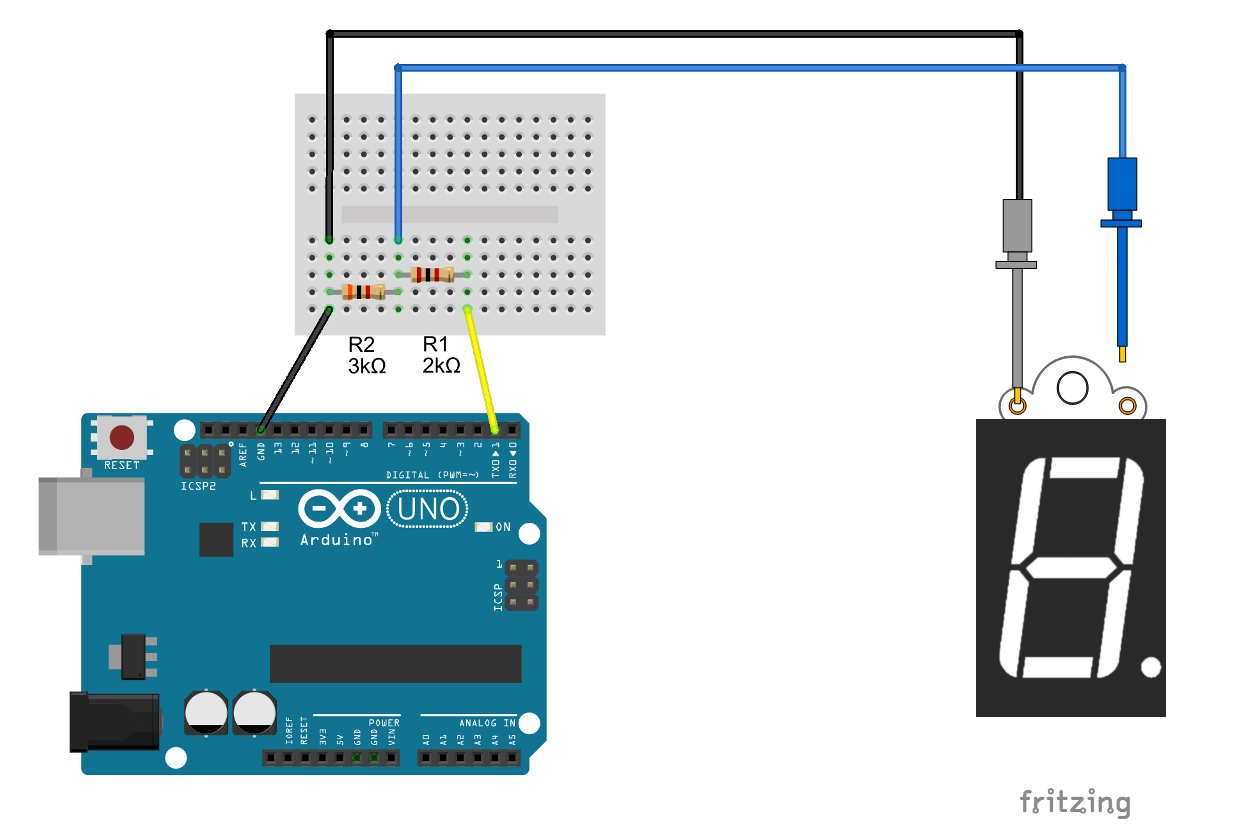 R2
3kΩ
R1
2kΩ
RESET
ICSP2
AREF
GND
13
12
~11
~10
~9
8
7
~6
~5
4
~3
2
TX0▶1
RX0◀0
DIGITAL (PWM=~)
L
TX
RX
Arduino™
UNO
ON
1
ICSP
IOREF
RESET
3V3
5V
GND
GND
VIN
POWER
ANALOG IN
A0
A1
A2
A3
A4
A5
fritzing